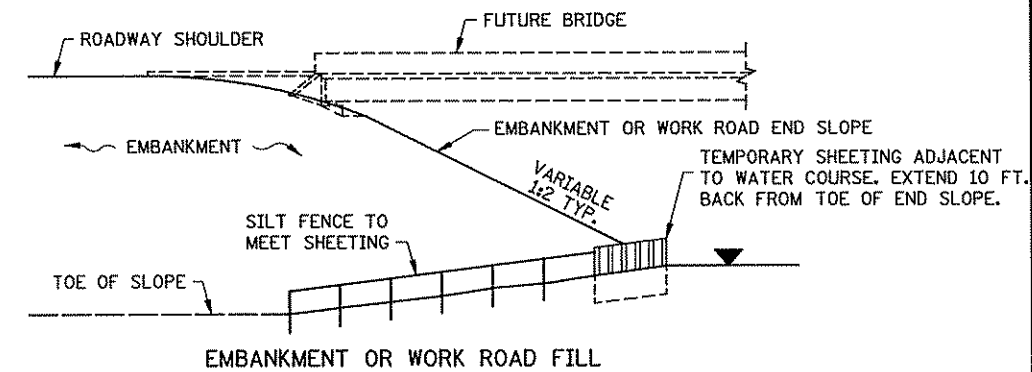 FUTURE BRIDGE
ROADWAY SHOULDER
EMBANKMENT
EMBANKMENT OR WORK ROAD END SLOPE
VARIABLE
1:2 TYP.
TEMPORARY SHEETING ADJACENT
TO WATER COURSE. EXTEND 10 FT.
BACK FROM TOE OF END SLOPE.
SILT FENCE TO
MEET SHEETING
TOE OF SLOPE
EMBANKMENT OR WORK ROAD FILL